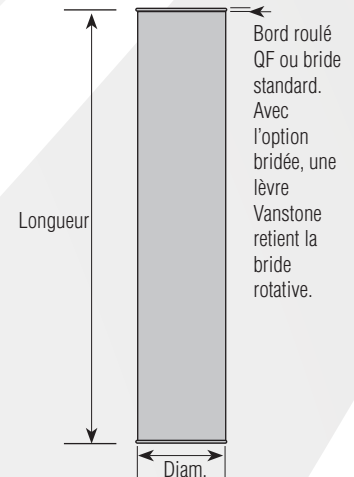 Bord roulé
QF ou bride
standard.
Avec
l’option
bridée, une
lèvre
Vanstone
retient la
bride
rotative.
Longueur
Diam.